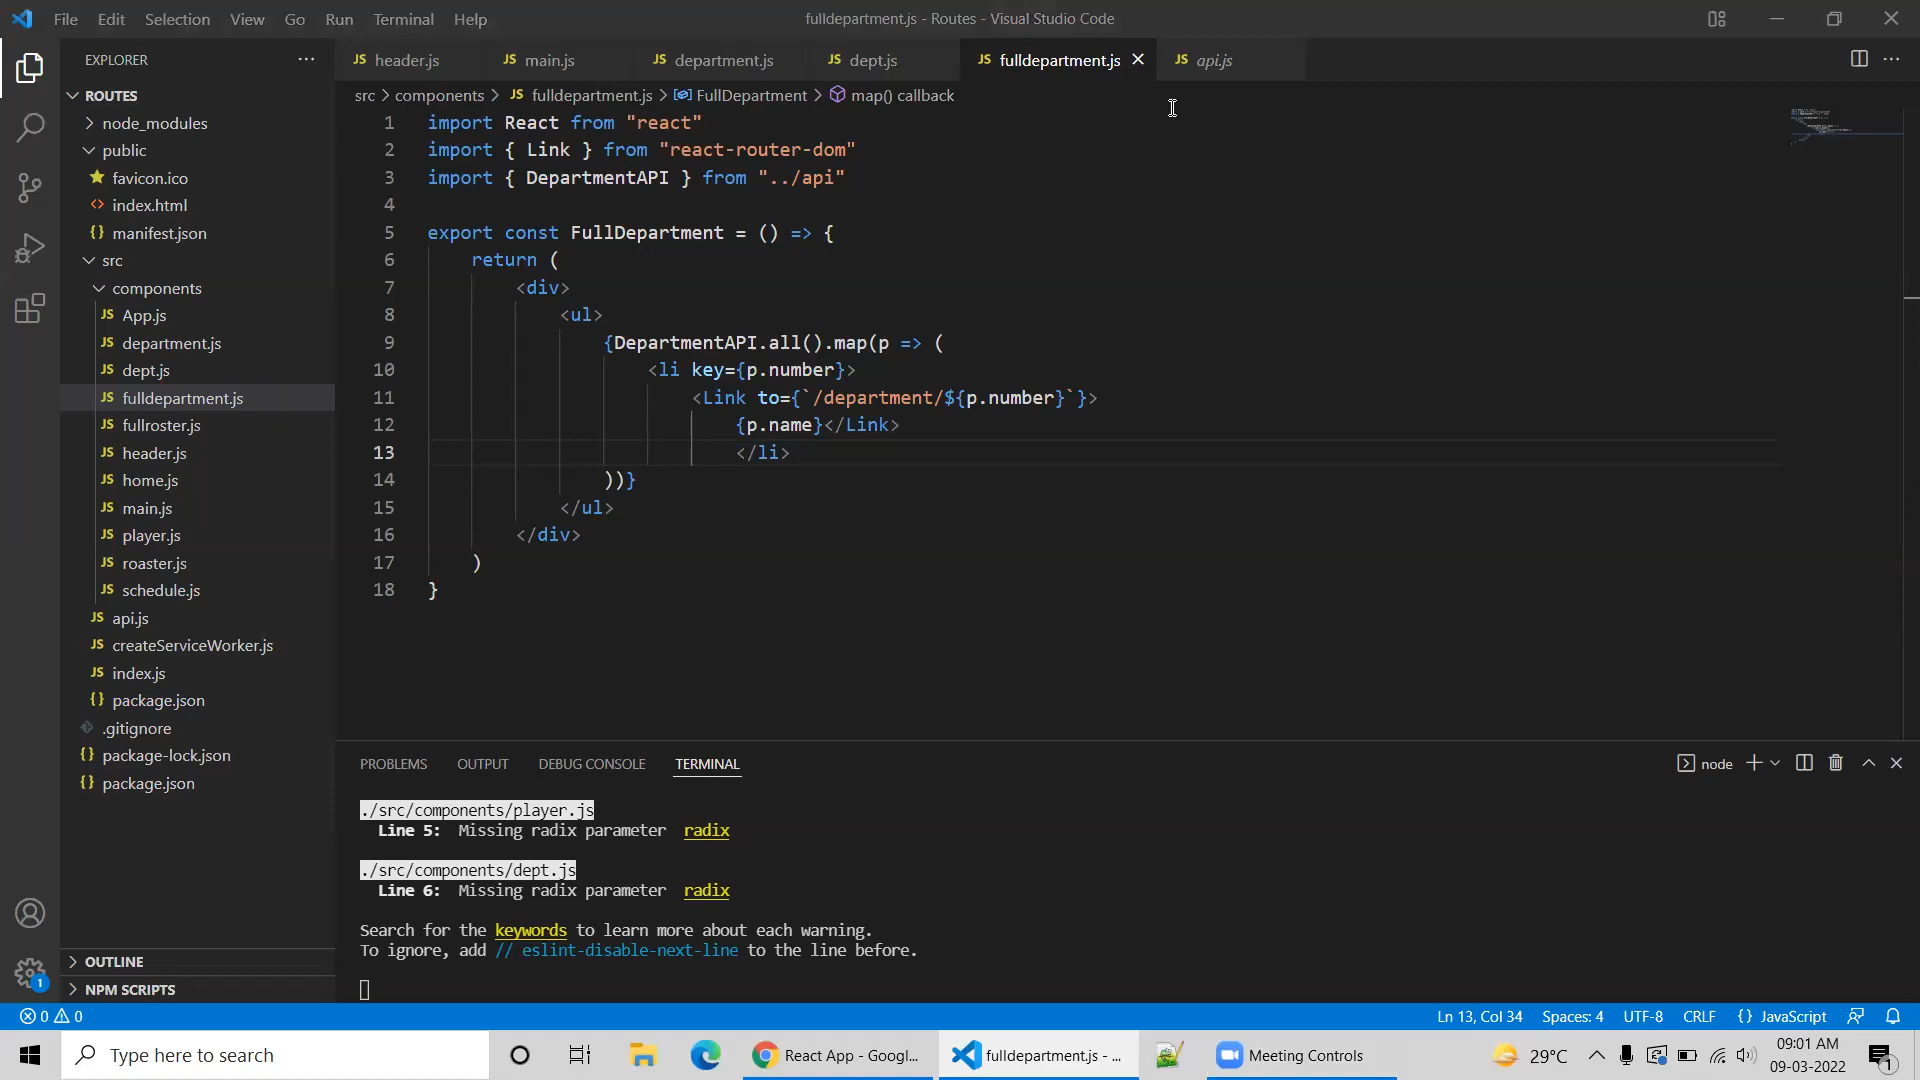 File Edit Selection View Go Run Terminal Help
fulldepartment.js - Routes - Visual Studio Code
EXPLORER
ROUTES
node_modules
public
favicon.ico
index.html
manifest.json
src
components
App.js
department.js
dept.js
fulldepartment.js
fullroster.js
header.js
home.js
main.js
player.js
roaster.js
schedule.js
api.js
createServiceWorker.js
index.js
package.json
.gitignore
package-lock.json
package.json
OUTLINE
NPM SCRIPTS
header.js main.js department.js dept.js fulldepartment.js api.js
src > components > JS fulldepartment.js > FullDepartment > map() callback
1 import React from "react"
2 import { Link } from "react-router-dom"
3 import { DepartmentAPI } from "../api"
4
5 export const FullDepartment = () => {
6 return (
7 <div>
8 <ul>
9 {DepartmentAPI.all().map(p => (
10 <li key={p.number}>
11 <Link to={`/department/${p.number}`}>
12 {p.name}</Link>
13 </li>
14 ))}
15 </ul>
16 </div>
17 )
18 }
PROBLEMS OUTPUT DEBUG CONSOLE TERMINAL
node
./src/components/player.js
Line 5: Missing radix parameter radix
./src/components/dept.js
Line 6: Missing radix parameter radix
Search for the keywords to learn more about each warning.
To ignore, add // eslint-disable-next-line to the line before.
1
0 0
Ln 13, Col 34 Spaces: 4 UTF-8 CRLF {} JavaScript
Type here to search
React App - Googl...
fulldepartment.js - ...
Meeting Controls
29°C
09:01 AM
09-03-2022
1